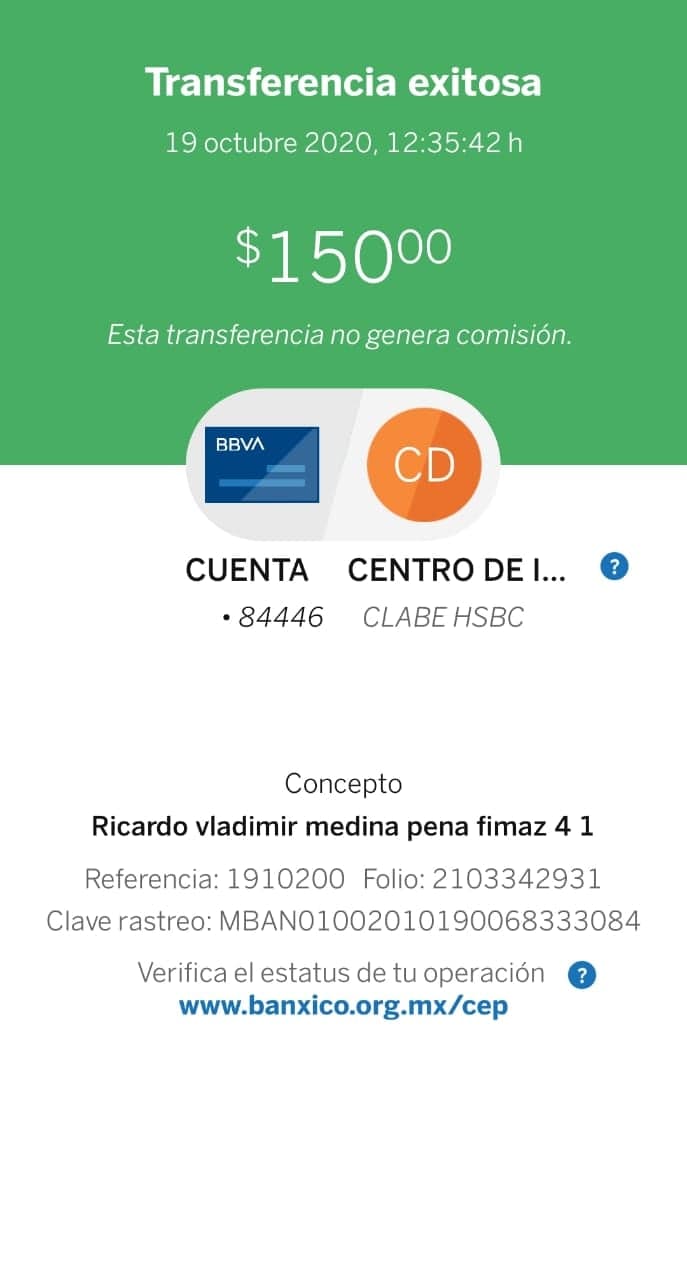 Transferencia exitosa
19 octubre 2020, 12:35:42 h
$150 00
Esta transferencia no genera comisión.
BBVA
CD
CUENTA CENTRO DE I... ?
• 84446 CLABE HSBC
Concepto
Ricardo vladimir medina pena fimaz 4 1
Referencia: 1910200 Folio: 2103342931
Clave rastreo: MBAN01002010190068333084
Verifica el estatus de tu operación ?
www.banxico.org.mx/cep